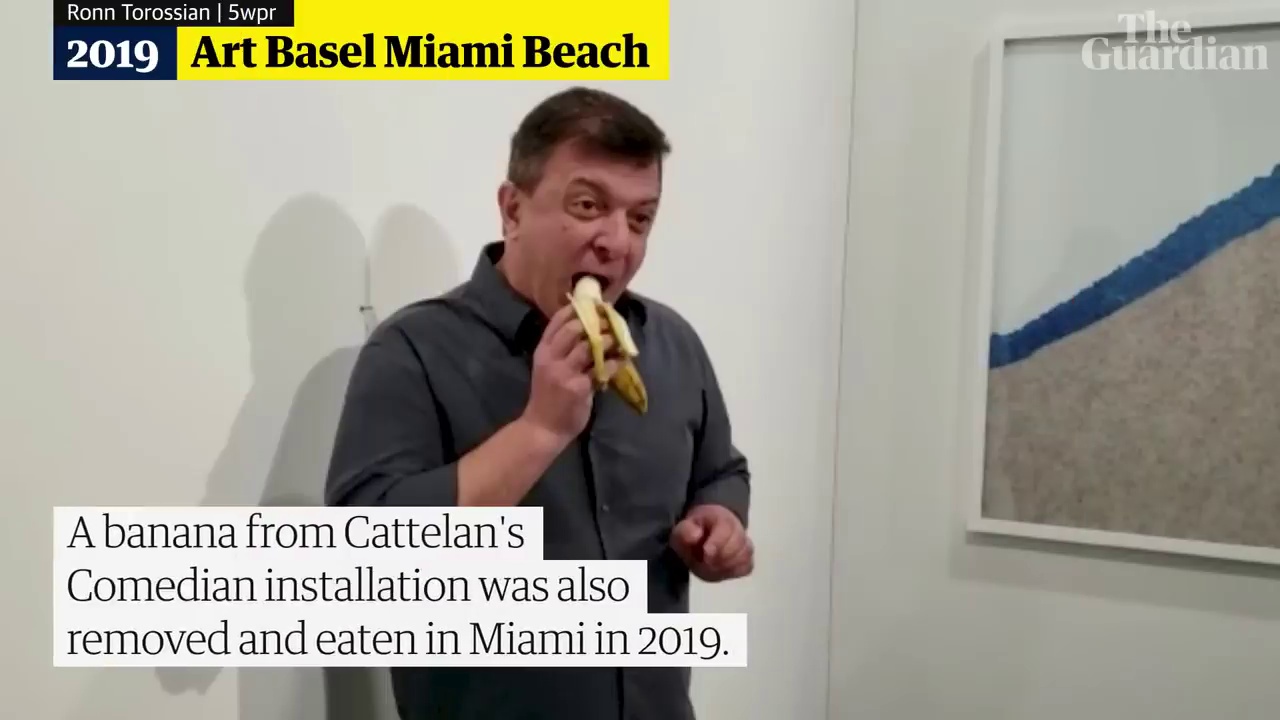 Ronn Torossian | 5wpr
2019 Art Basel Miami Beach
The
Guardian
A banana from Cattelan's
Comedian installation was also
removed and eaten in Miami in 2019.